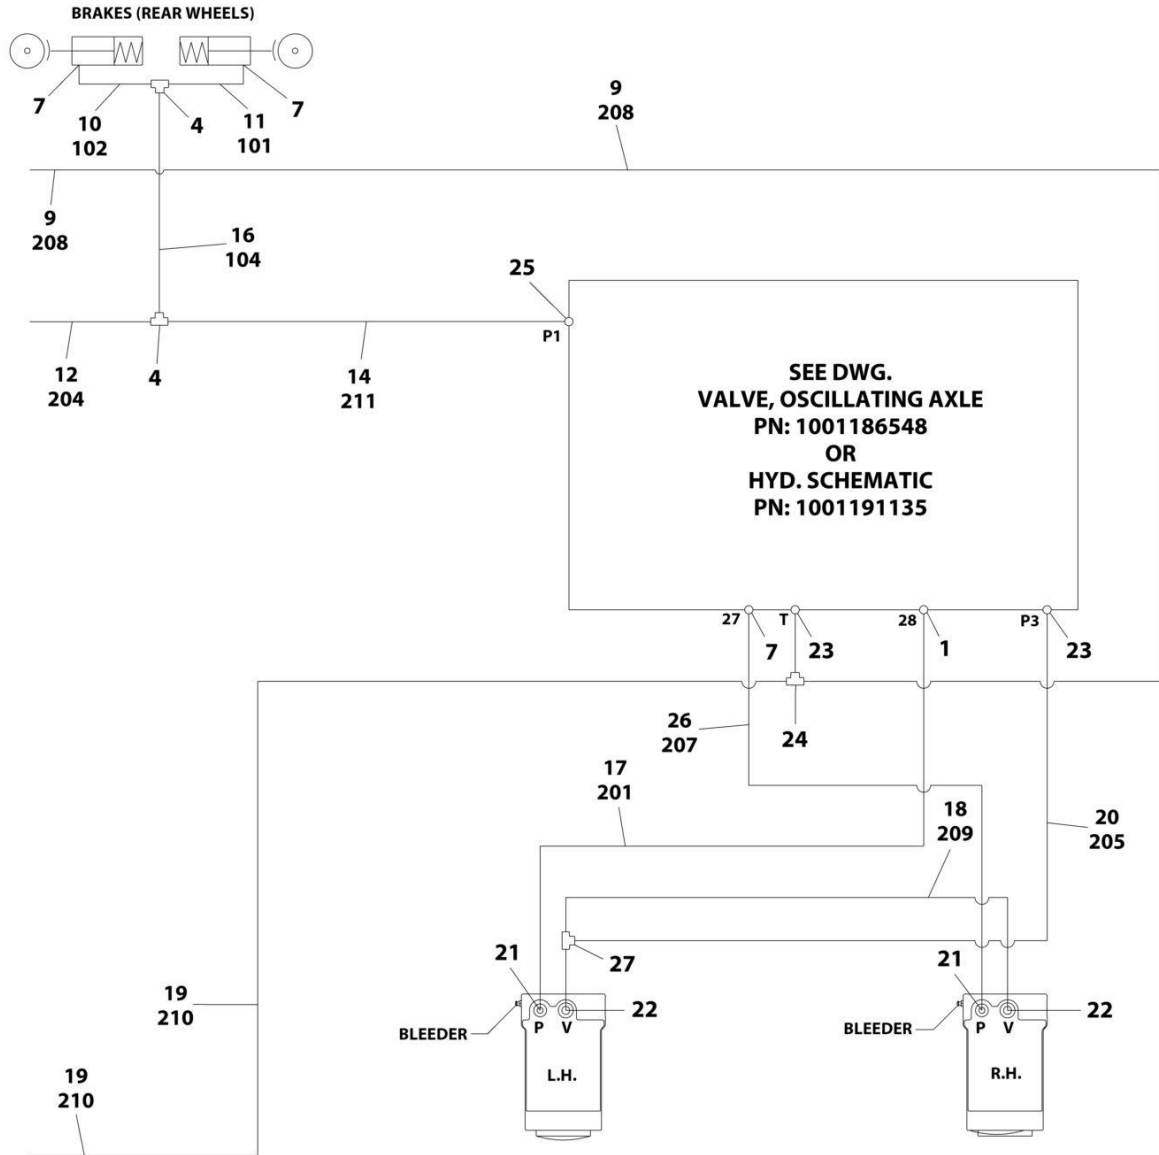 BRAKES (REAR WHEELS)
7
10
102
4
11
101
7
9
208
9
208
16
104
25
P1
12
204
4
14
211
SEE DWG.
VALVE, OSCILLATING AXLE
PN: 1001186548
OR
HYD. SCHEMATIC
PN: 1001191135
27
7
T
23
28
1
P3
23
26
207
24
17
201
18
209
20
205
21
27
21
19
210
22
22
BLEEDER
P V
BLEEDER
P V
L.H.
R.H.
19
210